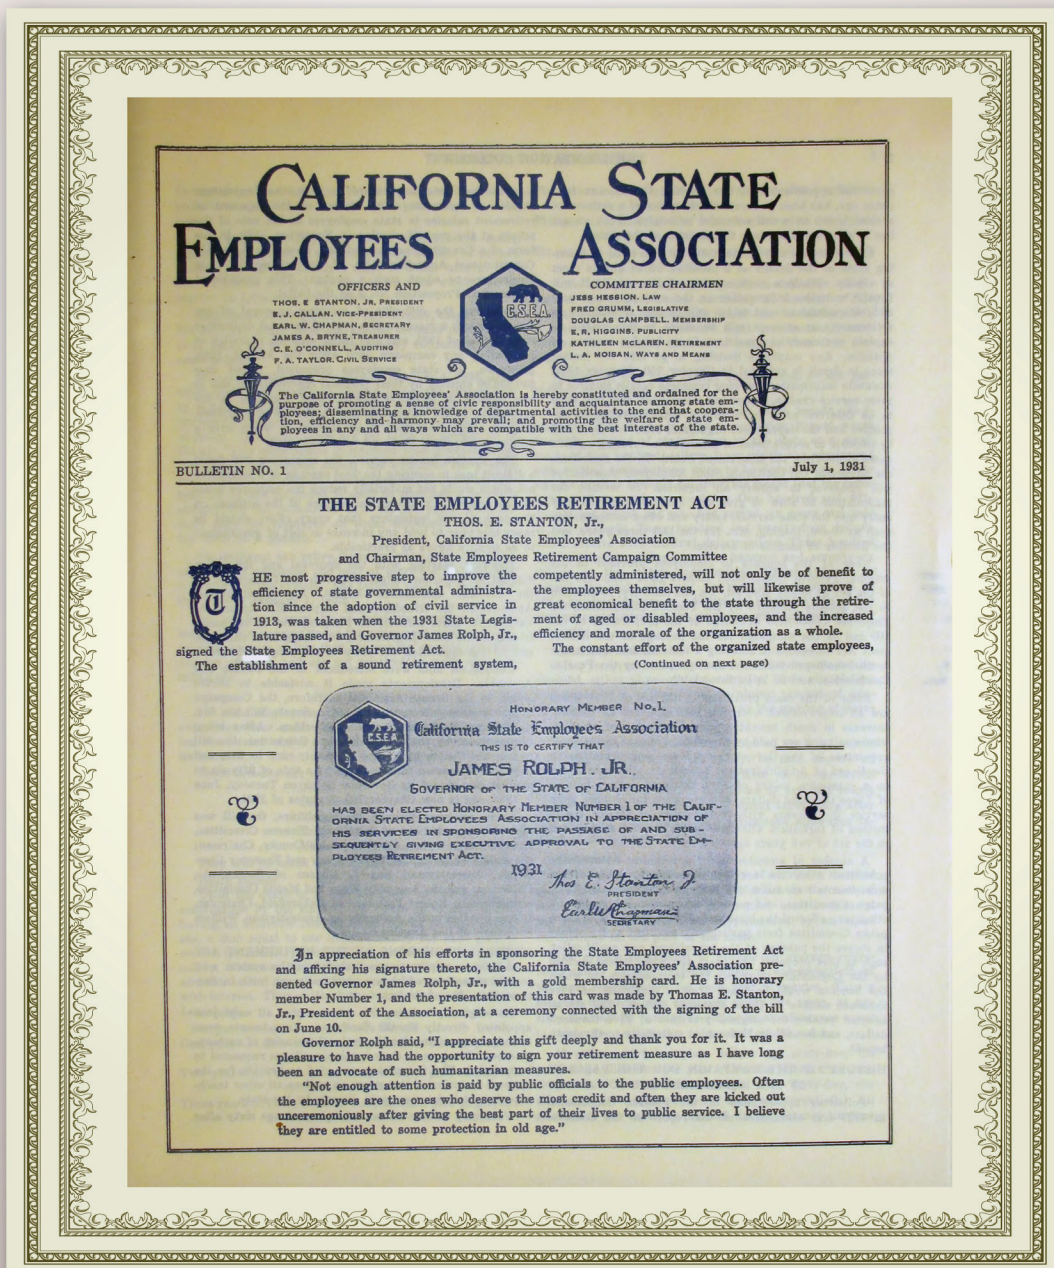 CALIFORNIA STATE
EMPLOYEES ASSOCIATION
OFFICERS AND
THOS. E STANTON, JR, PRESIDENT
E. J. CALLAN, VICE-PRESIDENT
EARL W. CHAPMAN, SECRETARY
JAMES A. BRYNE, TREASURER
C. E. O'CONNELL, AUDITING
F. A. TAYLOR, CIVIL SERVICE
C.S.E.A.
COMMITTEE CHAIRMEN
JESS HESSION, LAW
FRED GRUMM, LEGISLATIVE
DOUGLAS CAMPBELL, MEMBERSHIP
E. R. HIGGINS, PUBLICITY
KATHLEEN McLAREN, RETIREMENT
L. A. MOISAN, WAYS AND MEANS
The California State Employees' Association is hereby constituted and ordained for the
purpose of promoting a sense of civic responsibility and acquaintance among state em-
ployees; disseminating a knowledge of departmental activities to the end that coopera-
tion, efficiency and harmony may prevail; and promoting the welfare of state em-
ployees in any and all ways which are compatible with the best interests of the state.
BULLETIN NO. 1 July 1, 1931
THE STATE EMPLOYEES RETIREMENT ACT
THOS. E. STANTON, Jr.,
President, California State Employees' Association
and Chairman, State Employees Retirement Campaign Committee
THE most progressive step to improve the
efficiency of state governmental administra-
tion since the adoption of civil service in
1913, was taken when the 1931 State Legis-
lature passed, and Governor James Rolph, Jr.,
signed the State Employees Retirement Act.
The establishment of a sound retirement system,
competently administered, will not only be of benefit to
the employees themselves, but will likewise prove of
great economical benefit to the state through the retire-
ment of aged or disabled employees, and the increased
efficiency and morale of the organization as a whole.
The constant effort of the organized state employees,
(Continued on next page)
HONORARY MEMBER No. 1.
C.S.E.A.
California State Employees Association
THIS IS TO CERTIFY THAT
JAMES ROLPH. JR.
GOVERNOR OF THE STATE OF CALIFORNIA
HAS BEEN ELECTED HONORARY MEMBER NUMBER 1 OF THE CALIF-
ORNIA STATE EMPLOYEES ASSOCIATION IN APPRECIATION OF
HIS SERVICES IN SPONSORING THE PASSAGE OF AND SUB-
SEQUENTLY GIVING EXECUTIVE APPROVAL TO THE STATE EM-
PLOYEES RETIREMENT ACT.
1931
Thos E. Stanton Jr.
PRESIDENT
Earl W Chapman
SECRETARY
In appreciation of his efforts in sponsoring the State Employees Retirement Act
and affixing his signature thereto, the California State Employees' Association pre-
sented Governor James Rolph, Jr., with a gold membership card. He is honorary
member Number 1, and the presentation of this card was made by Thomas E. Stanton,
Jr., President of the Association, at a ceremony connected with the signing of the bill
on June 10.
Governor Rolph said, "I appreciate this gift deeply and thank you for it. It was a
pleasure to have had the opportunity to sign your retirement measure as I have long
been an advocate of such humanitarian measures.
"Not enough attention is paid by public officials to the public employees. Often
the employees are the ones who deserve the most credit and often they are kicked out
unceremoniously after giving the best part of their lives to public service. I believe
they are entitled to some protection in old age."